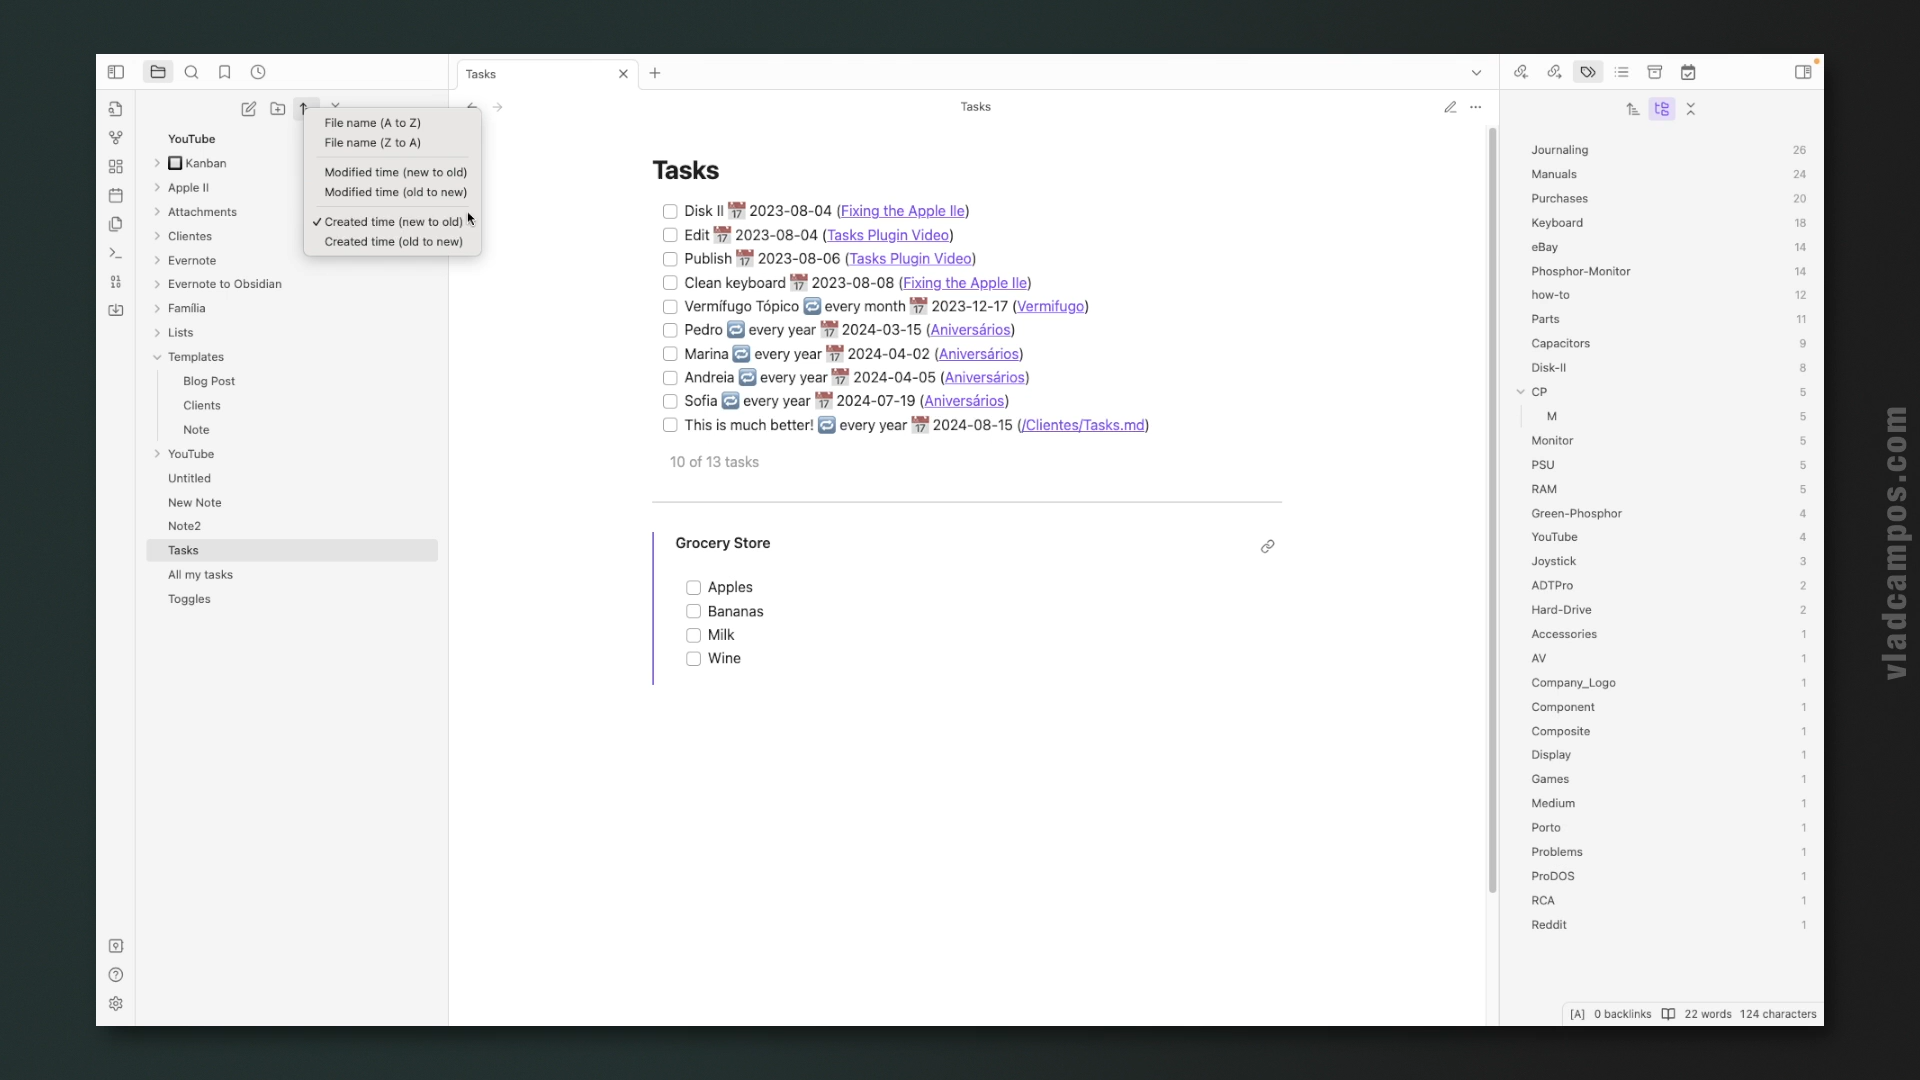 Tasks
Tasks
YouTube
Kanban
Apple II
Attachments
Clientes
Evernote
Evernote to Obsidian
Família
Lists
Templates
Blog Post
Clients
Note
YouTube
Untitled
New Note
Note2
Tasks
All my tasks
Toggles
File name (A to Z)
File name (Z to A)
Modified time (new to old)
Modified time (old to new)
✓ Created time (new to old)
Created time (old to new)
Tasks
Disk II 📅 2023-08-04 (Fixing the Apple IIe)
Edit 📅 2023-08-04 (Tasks Plugin Video)
Publish 📅 2023-08-06 (Tasks Plugin Video)
Clean keyboard 📅 2023-08-08 (Fixing the Apple IIe)
Vermífugo Tópico 🔁 every month 📅 2023-12-17 (Vermifugo)
Pedro 🔁 every year 📅 2024-03-15 (Aniversários)
Marina 🔁 every year 📅 2024-04-02 (Aniversários)
Andreia 🔁 every year 📅 2024-04-05 (Aniversários)
Sofia 🔁 every year 📅 2024-07-19 (Aniversários)
This is much better! 🔁 every year 📅 2024-08-15 (/Clientes/Tasks.md)
10 of 13 tasks
Grocery Store
Apples
Bananas
Milk
Wine
Journaling 26
Manuals 24
Purchases 20
Keyboard 18
eBay 14
Phosphor-Monitor 14
how-to 12
Parts 11
Capacitors 9
Disk-II 8
CP 5
M 5
Monitor 5
PSU 5
RAM 5
Green-Phosphor 4
YouTube 4
Joystick 3
ADTPro 2
Hard-Drive 2
Accessories 1
AV 1
Company_Logo 1
Component 1
Composite 1
Display 1
Games 1
Medium 1
Porto 1
Problems 1
ProDOS 1
RCA 1
Reddit 1
[A] 0 backlinks 22 words 124 characters
vladcampos.com